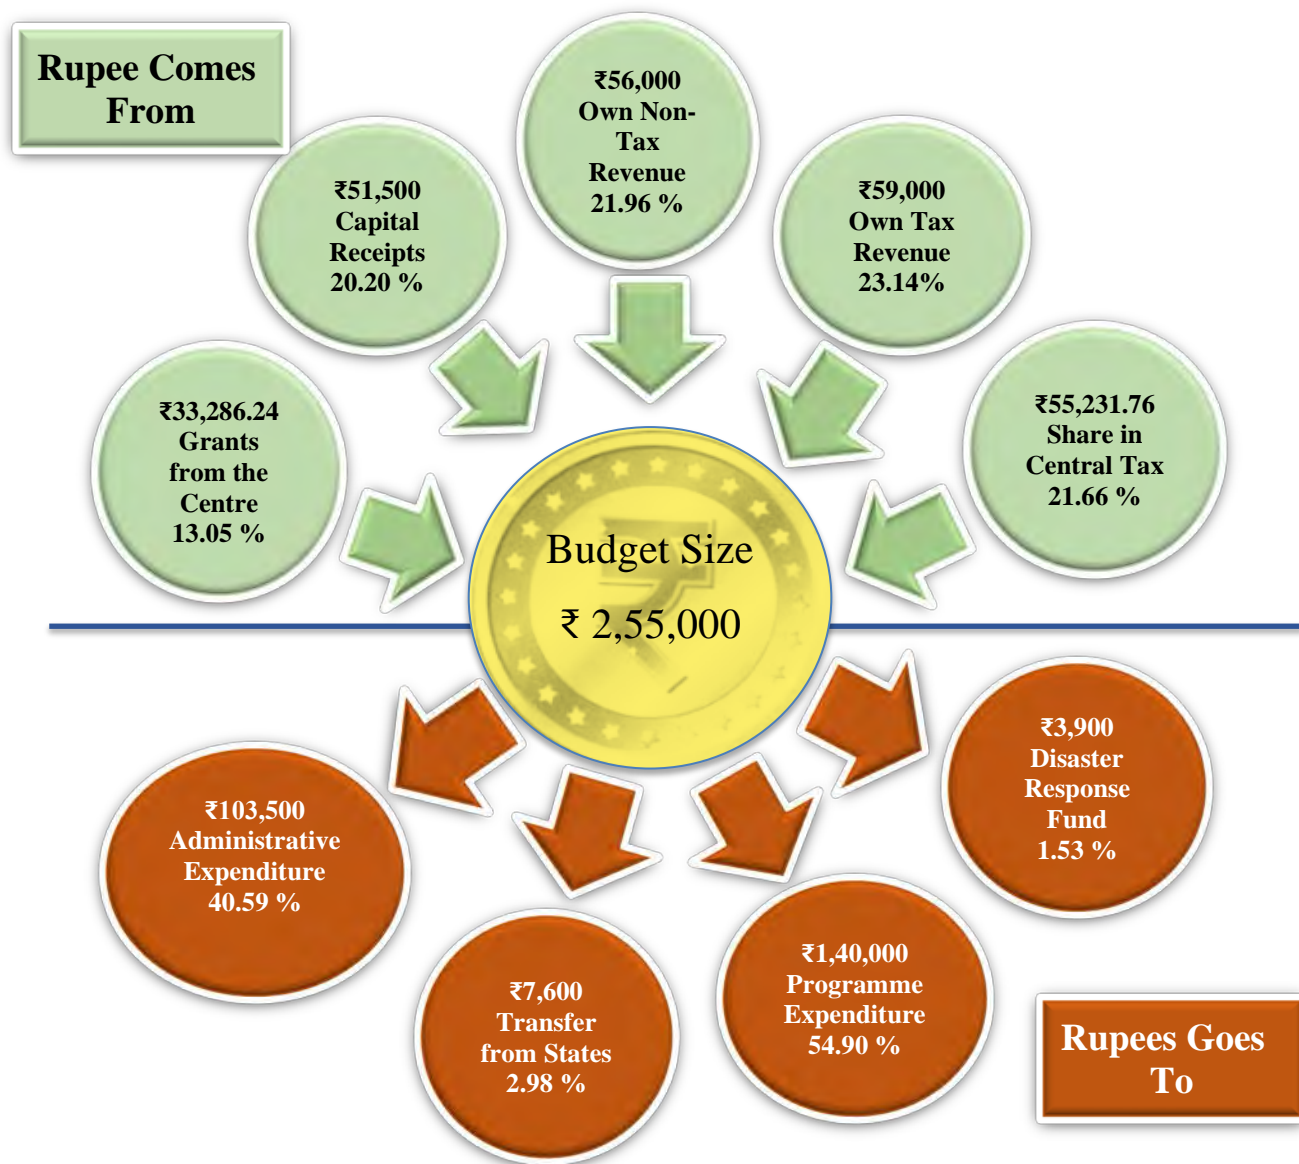 Rupee Comes
From
₹56,000
Own Non-
Tax
Revenue
21.96 %
₹51,500
Capital
Receipts
20.20 %
₹59,000
Own Tax
Revenue
23.14%
₹33,286.24
Grants
from the
Centre
13.05 %
₹55,231.76
Share in
Central Tax
21.66 %
Budget Size
₹ 2,55,000
₹103,500
Administrative
Expenditure
40.59 %
₹7,600
Transfer
from States
2.98 %
₹1,40,000
Programme
Expenditure
54.90 %
₹3,900
Disaster
Response
Fund
1.53 %
Rupees Goes
To